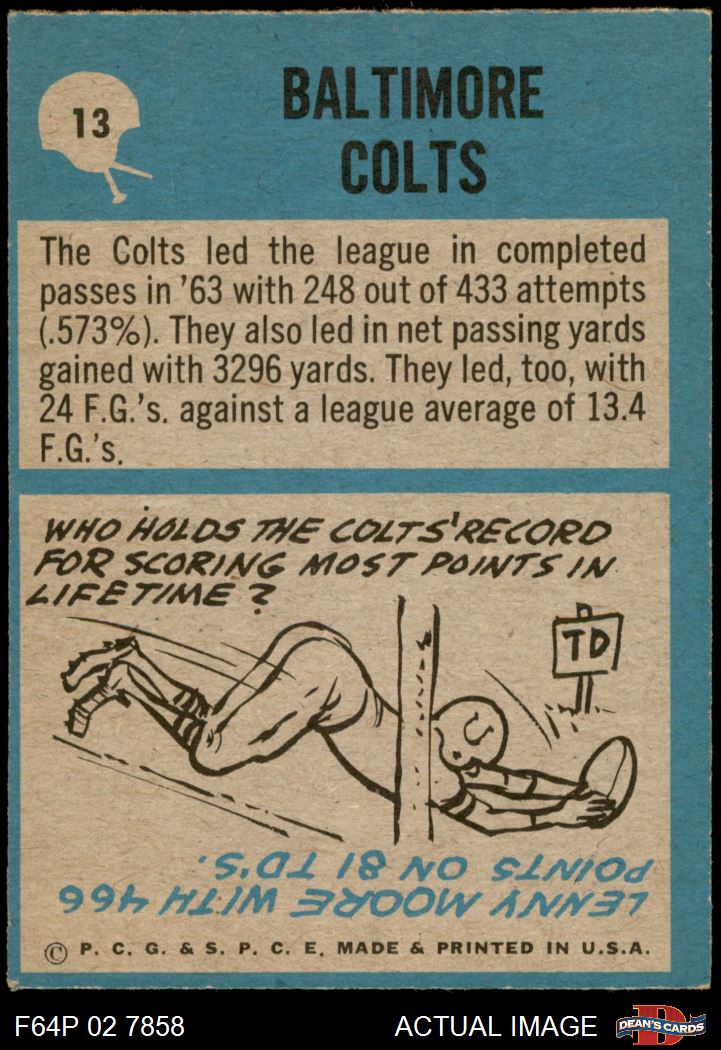 13
BALTIMORE
COLTS
The Colts led the league in completed
passes in '63 with 248 out of 433 attempts
(.573%). They also led in net passing yards
gained with 3296 yards. They led, too, with
24 F.G.'s. against a league average of 13.4
F.G.'s.
WHO HOLDS THE COLTS' RECORD
FOR SCORING MOST POINTS IN
LIFETIME?
TD
LENNY MOORE WITH 466
POINTS ON 81 TD'S.
© P. C. G. & S. P. C. E. MADE & PRINTED IN U.S.A.
F64P 02 7858
ACTUAL IMAGE
D
DEAN'S CARDS